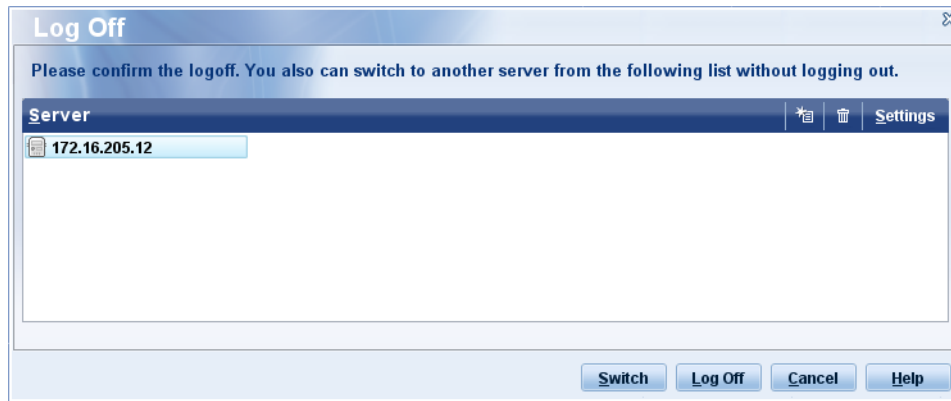 Log Off
Please confirm the logoff. You also can switch to another server from the following list without logging out.
Server Settings
172.16.205.12
Switch Log Off Cancel Help